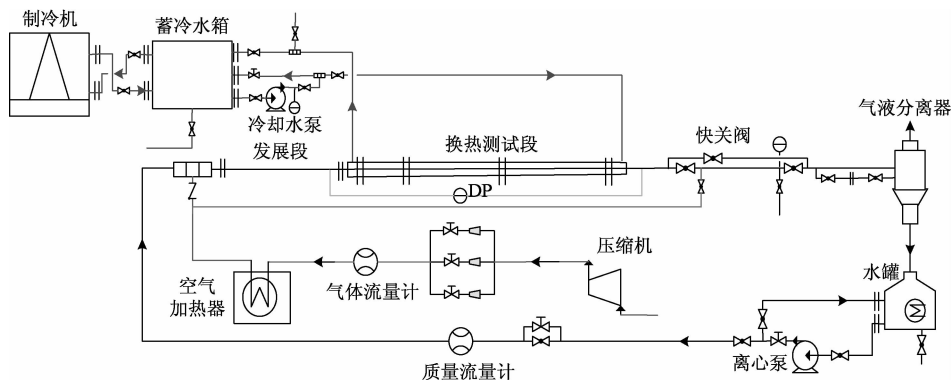 制冷机
蓄冷水箱
冷却水泵
发展段
换热测试段
快关阀
气液分离器
DP
空气
加热器
气体流量计
压缩机
水罐
M
质量流量计
离心泵